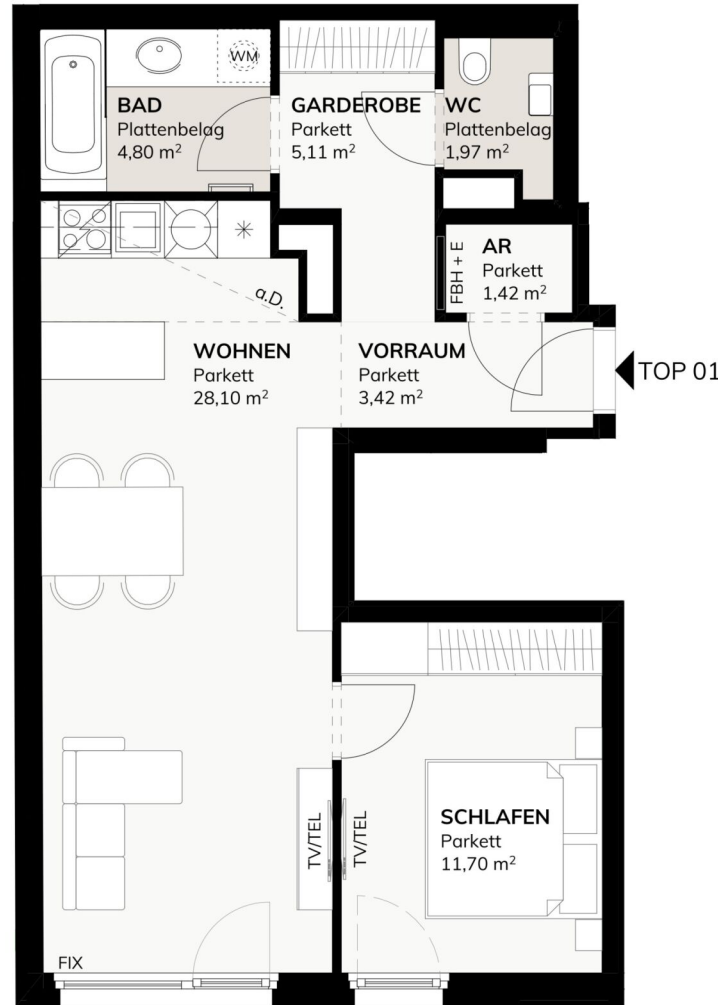 BAD
Plattenbelag
4,80 m²
WM
GARDEROBE
Parkett
5,11 m²
WC
Plattenbelag
1,97 m²
FBH + E
AR
Parkett
1,42 m²
a.D.
WOHNEN
Parkett
28,10 m²
VORRAUM
Parkett
3,42 m²
TOP 01
TV/TEL
TV/TEL
SCHLAFEN
Parkett
11,70 m²
FIX